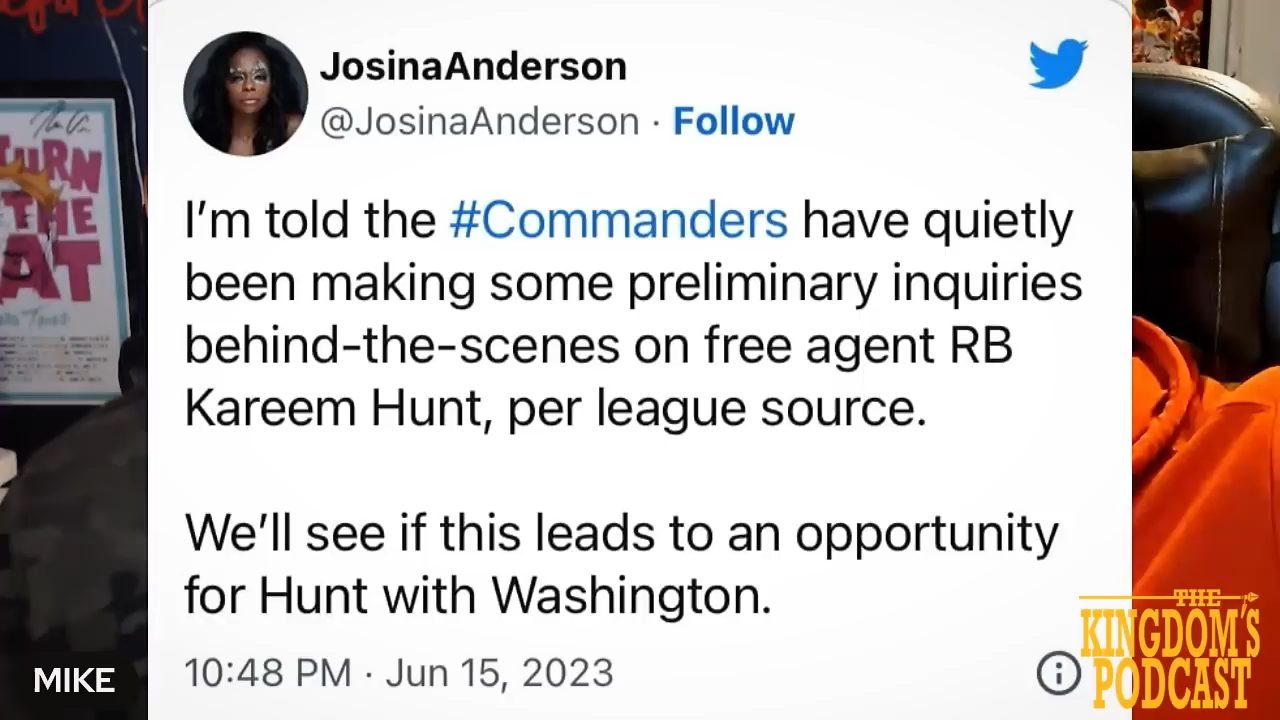 JosinaAnderson
@JosinaAnderson · Follow
I’m told the #Commanders have quietly
been making some preliminary inquiries
behind-the-scenes on free agent RB
Kareem Hunt, per league source.
We’ll see if this leads to an opportunity
for Hunt with Washington.
10:48 PM · Jun 15, 2023
MIKE
THE
KINGDOM'S
PODCAST
TURN
THE